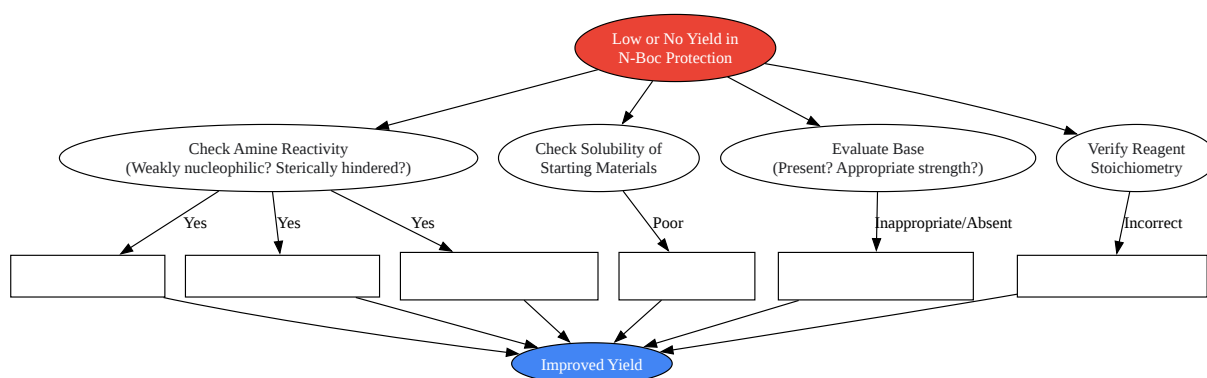 Low or No Yield in
N-Boc Protection
Check Amine Reactivity
(Weakly nucleophilic? Sterically hindered?)
Check Solubility of
Starting Materials
Evaluate Base
(Present? Appropriate strength?)
Verify Reagent
Stoichiometry
Yes
Yes
Yes
Poor
Inappropriate/Absent
Incorrect
Improved Yield